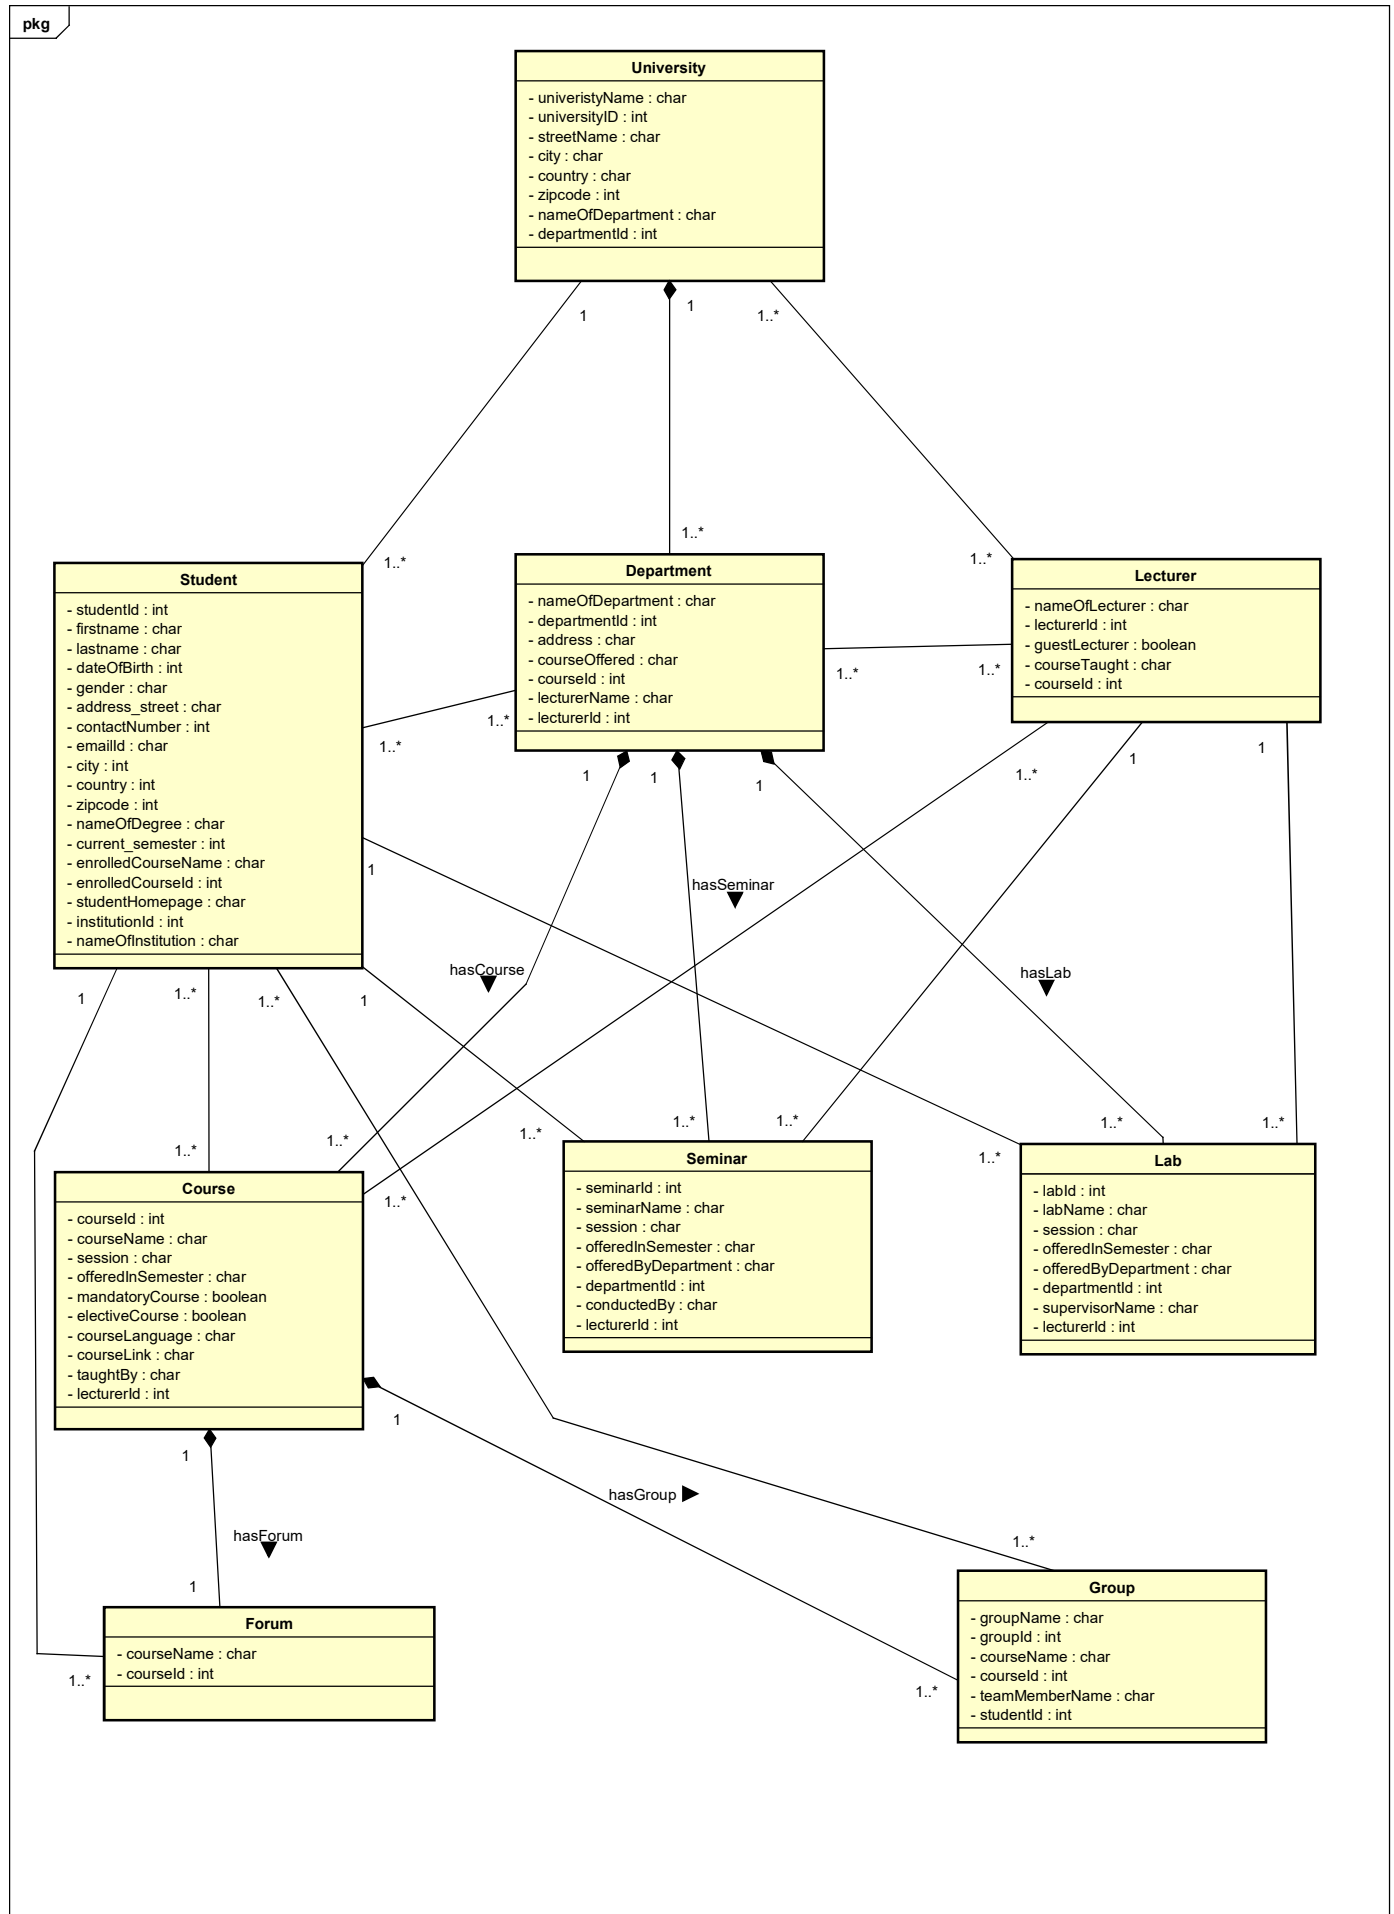 pkg
University
- univeristyName : char
- universityID : int
- streetName : char
- city : char
- country : char
- zipcode : int
- nameOfDepartment : char
- departmentId : int
1
1
1..*
1..*
1..*
1..*
Student
- studentId : int
- firstname : char
- lastname : char
- dateOfBirth : int
- gender : char
- address_street : char
- contactNumber : int
- emailId : char
- city : int
- country : int
- zipcode : int
- nameOfDegree : char
- current_semester : int
- enrolledCourseName : char
- enrolledCourseId : int
- studentHomepage : char
- institutionId : int
- nameOfInstitution : char
Department
- nameOfDepartment : char
- departmentId : int
- address : char
- courseOffered : char
- courseId : int
- lecturerName : char
- lecturerId : int
Lecturer
- nameOfLecturer : char
- lecturerId : int
- guestLecturer : boolean
- courseTaught : char
- courseId : int
1..*
1..*
1..*
1..*
1
1
1
1..*
1
1
1
hasSeminar
hasCourse
hasLab
1
1..*
1..*
1
1..*
1..*
1..*
1..*
1..*
1..*
1..*
1..*
1..*
Course
- courseId : int
- courseName : char
- session : char
- offeredInSemester : char
- mandatoryCourse : boolean
- electiveCourse : boolean
- courseLanguage : char
- courseLink : char
- taughtBy : char
- lecturerId : int
Seminar
- seminarId : int
- seminarName : char
- session : char
- offeredInSemester : char
- offeredByDepartment : char
- departmentId : int
- conductedBy : char
- lecturerId : int
Lab
- labId : int
- labName : char
- session : char
- offeredInSemester : char
- offeredByDepartment : char
- departmentId : int
- supervisorName : char
- lecturerId : int
1
1
hasGroup
hasForum
1..*
1
1..*
1..*
Forum
- courseName : char
- courseId : int
Group
- groupName : char
- groupId : int
- courseName : char
- courseId : int
- teamMemberName : char
- studentId : int